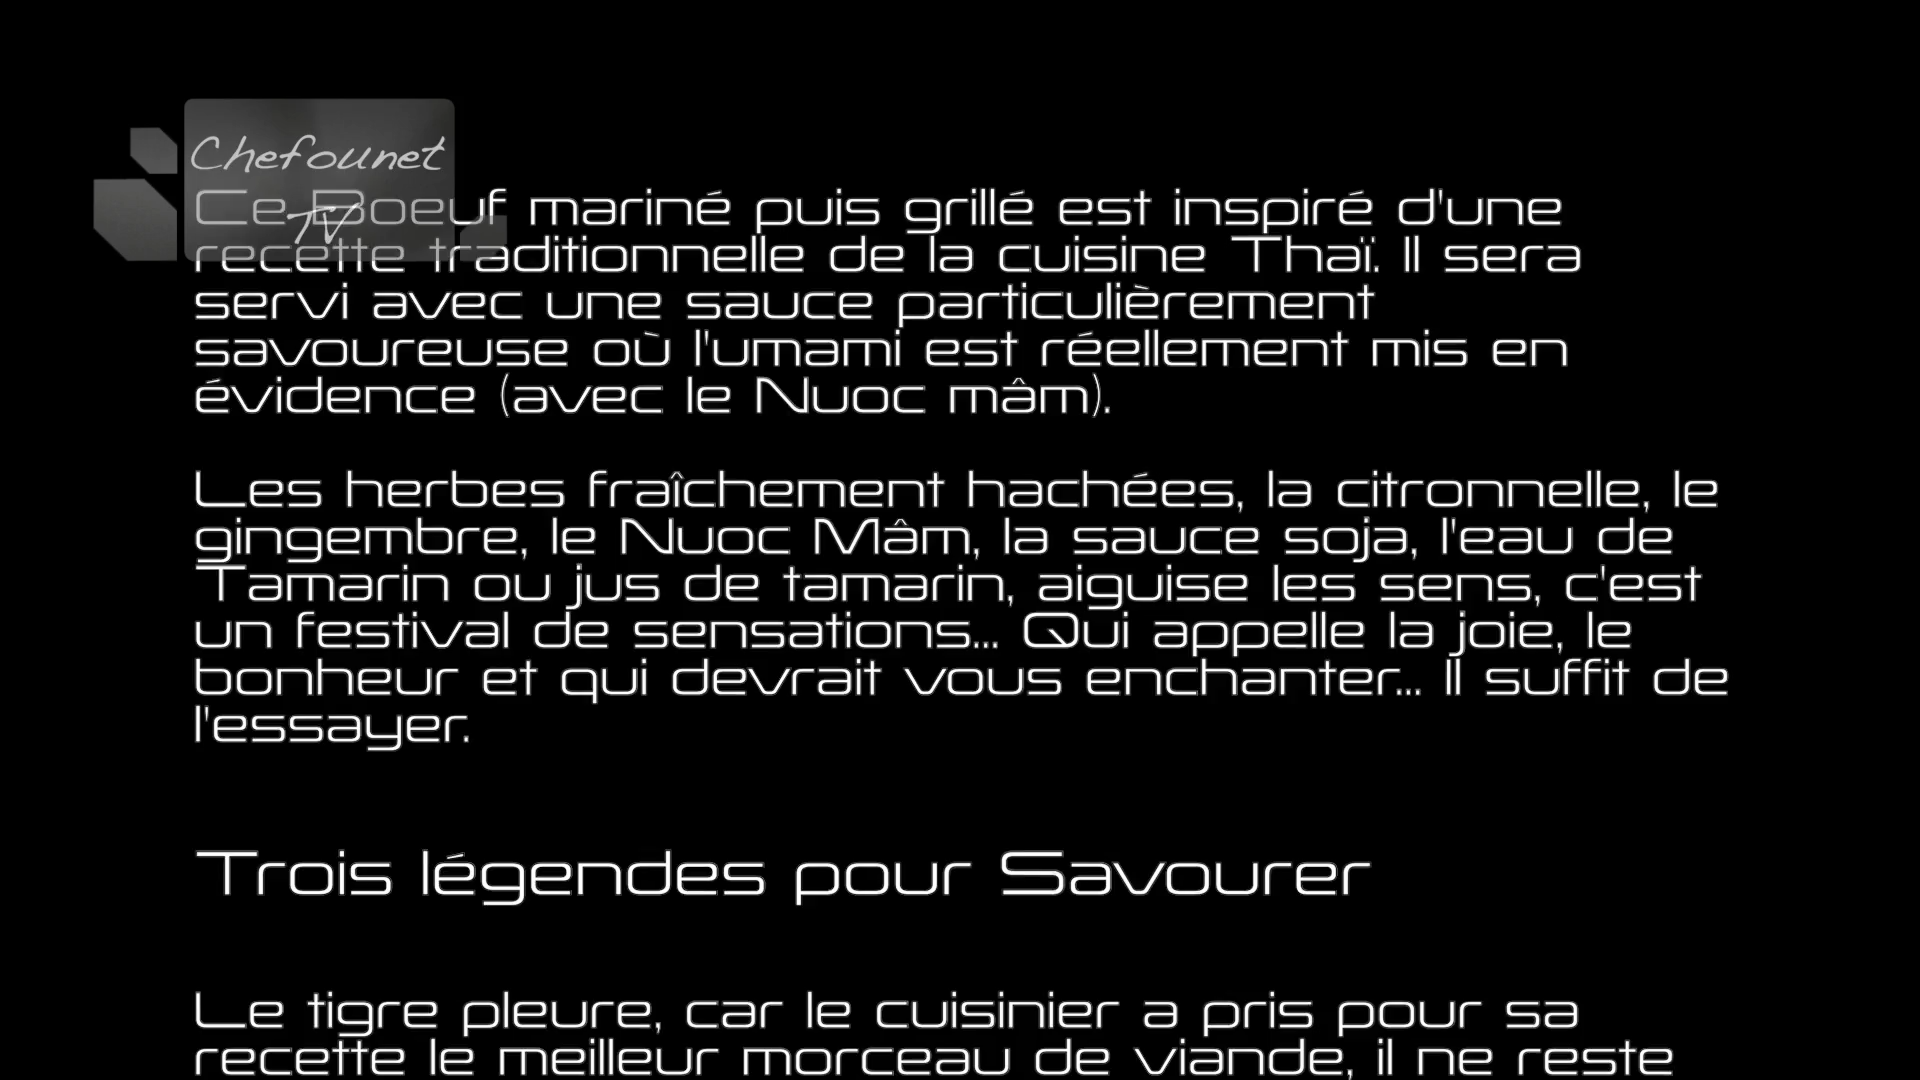 Chefounet
TV
Ce Boeuf mariné puis grillé est inspiré d'une
recette traditionnelle de la cuisine Thaï. Il sera
servi avec une sauce particulièrement
savoureuse où l'umami est réellement mis en
évidence (avec le Nuoc mâm).
Les herbes fraîchement hachées, la citronnelle, le
gingembre, le Nuoc Mâm, la sauce soja, l'eau de
Tamarin ou jus de tamarin, aiguise les sens, c'est
un festival de sensations... Qui appelle la joie, le
bonheur et qui devrait vous enchanter... Il suffit de
l'essayer.
Trois légendes pour Savourer
Le tigre pleure, car le cuisinier a pris pour sa
recette le meilleur morceau de viande, il ne reste